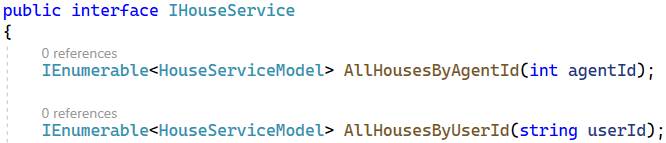 public interface IHouseService
{
0 references
IEnumerable<HouseServiceModel> AllHousesByAgentId(int agentId);
0 references
IEnumerable<HouseServiceModel> AllHousesByUserId(string userId);